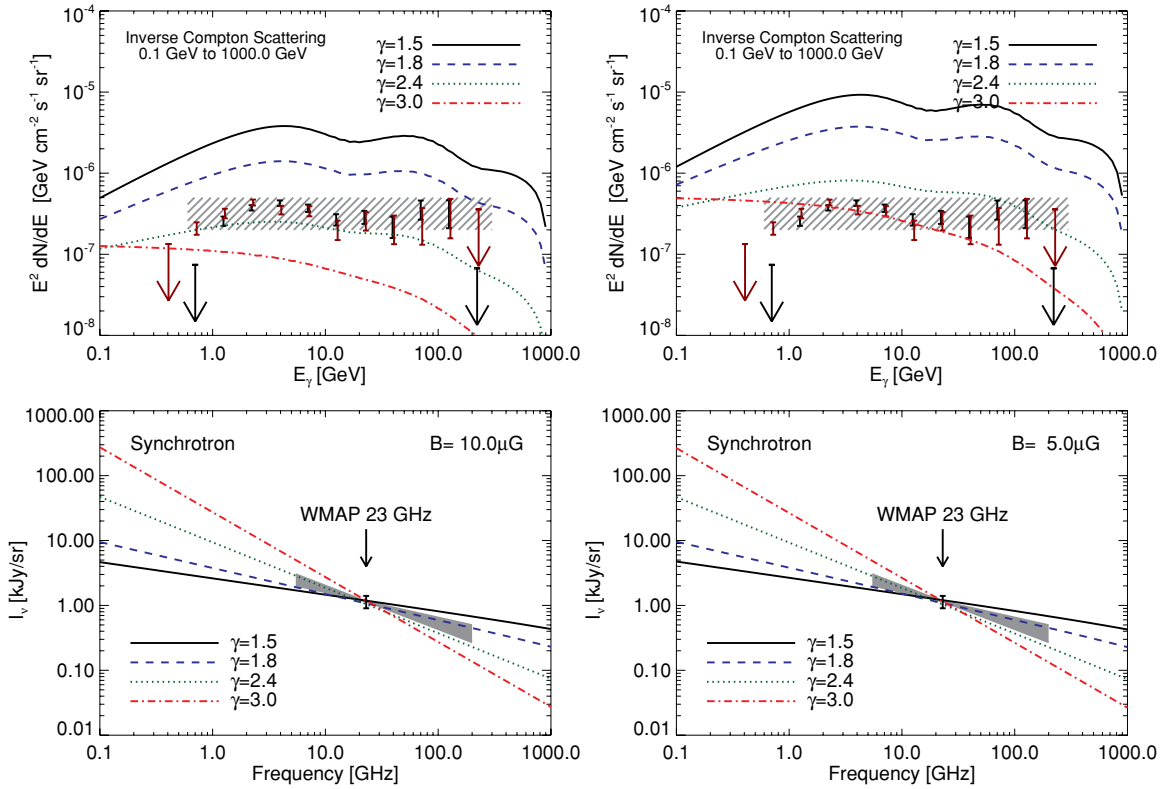 Inverse Compton Scattering
0.1 GeV to 1000.0 GeV
γ=1.5
γ=1.8
γ=2.4
γ=3.0
E² dN/dE [GeV cm⁻² s⁻¹ sr⁻¹]
10⁻⁴
10⁻⁵
10⁻⁶
10⁻⁷
10⁻⁸
0.1 1.0 10.0 100.0 1000.0
Eγ [GeV]
Inverse Compton Scattering
0.1 GeV to 1000.0 GeV
γ=1.5
γ=1.8
γ=2.4
γ=3.0
E² dN/dE [GeV cm⁻² s⁻¹ sr⁻¹]
10⁻⁴
10⁻⁵
10⁻⁶
10⁻⁷
10⁻⁸
0.1 1.0 10.0 100.0 1000.0
Eγ [GeV]
Synchrotron B= 10.0μG
WMAP 23 GHz
γ=1.5
γ=1.8
γ=2.4
γ=3.0
Iν [kJy/sr]
1000.00
100.00
10.00
1.00
0.10
0.01
0.1 1.0 10.0 100.0 1000.0
Frequency [GHz]
Synchrotron B= 5.0μG
WMAP 23 GHz
γ=1.5
γ=1.8
γ=2.4
γ=3.0
Iν [kJy/sr]
1000.00
100.00
10.00
1.00
0.10
0.01
0.1 1.0 10.0 100.0 1000.0
Frequency [GHz]